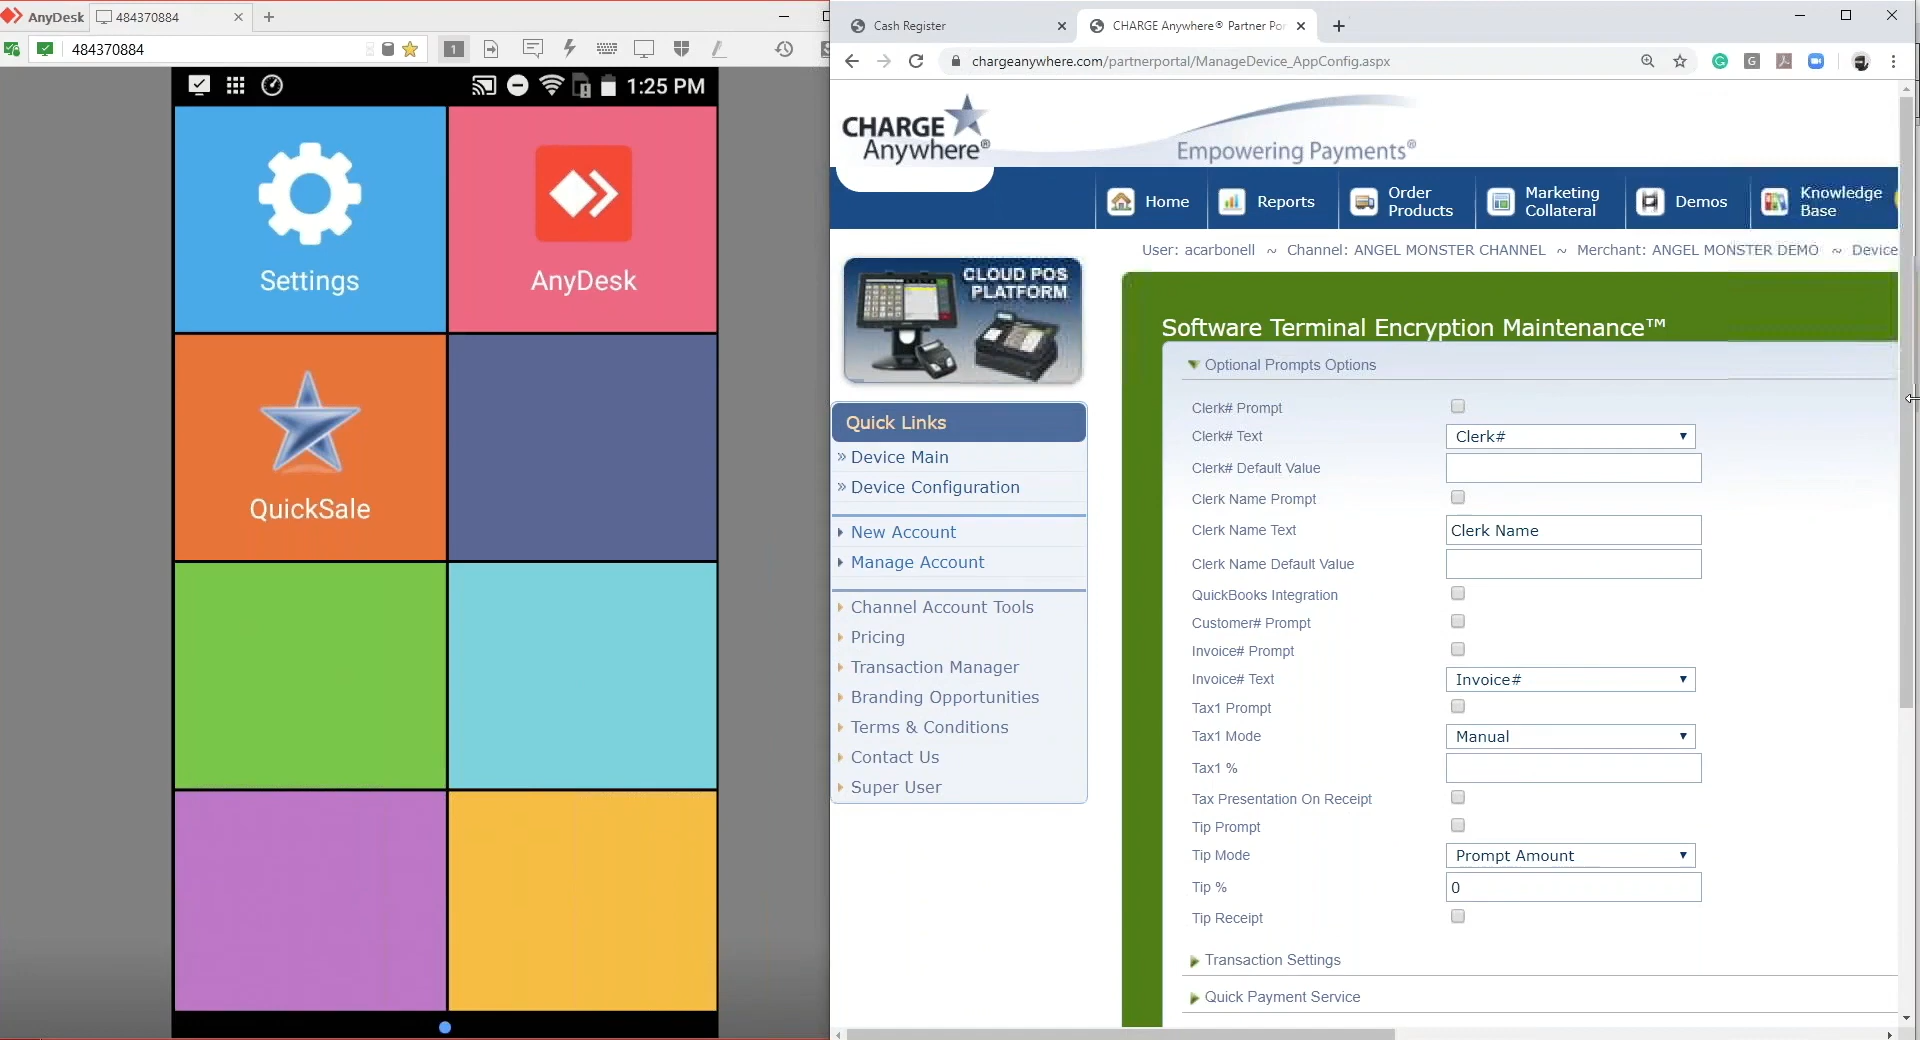 AnyDesk
484370884
484370884
1
1:25 PM
Settings
AnyDesk
QuickSale
Cash Register
CHARGE Anywhere® Partner Por
chargeanywhere.com/partnerportal/ManageDevice_AppConfig.aspx
CHARGE
Anywhere®
Empowering Payments®
Home
Reports
Order
Products
Marketing
Collateral
Demos
Knowledge
Base
User: acarbonell ~ Channel: ANGEL MONSTER CHANNEL ~ Merchant: ANGEL MONSTER DEMO ~ Device
CLOUD POS
PLATFORM
Quick Links
» Device Main
» Device Configuration
New Account
Manage Account
Channel Account Tools
Pricing
Transaction Manager
Branding Opportunities
Terms & Conditions
Contact Us
Super User
Software Terminal Encryption Maintenance™
Optional Prompts Options
Clerk# Prompt
Clerk# Text Clerk#
Clerk# Default Value
Clerk Name Prompt
Clerk Name Text Clerk Name
Clerk Name Default Value
QuickBooks Integration
Customer# Prompt
Invoice# Prompt
Invoice# Text Invoice#
Tax1 Prompt
Tax1 Mode Manual
Tax1 %
Tax Presentation On Receipt
Tip Prompt
Tip Mode Prompt Amount
Tip % 0
Tip Receipt
Transaction Settings
Quick Payment Service